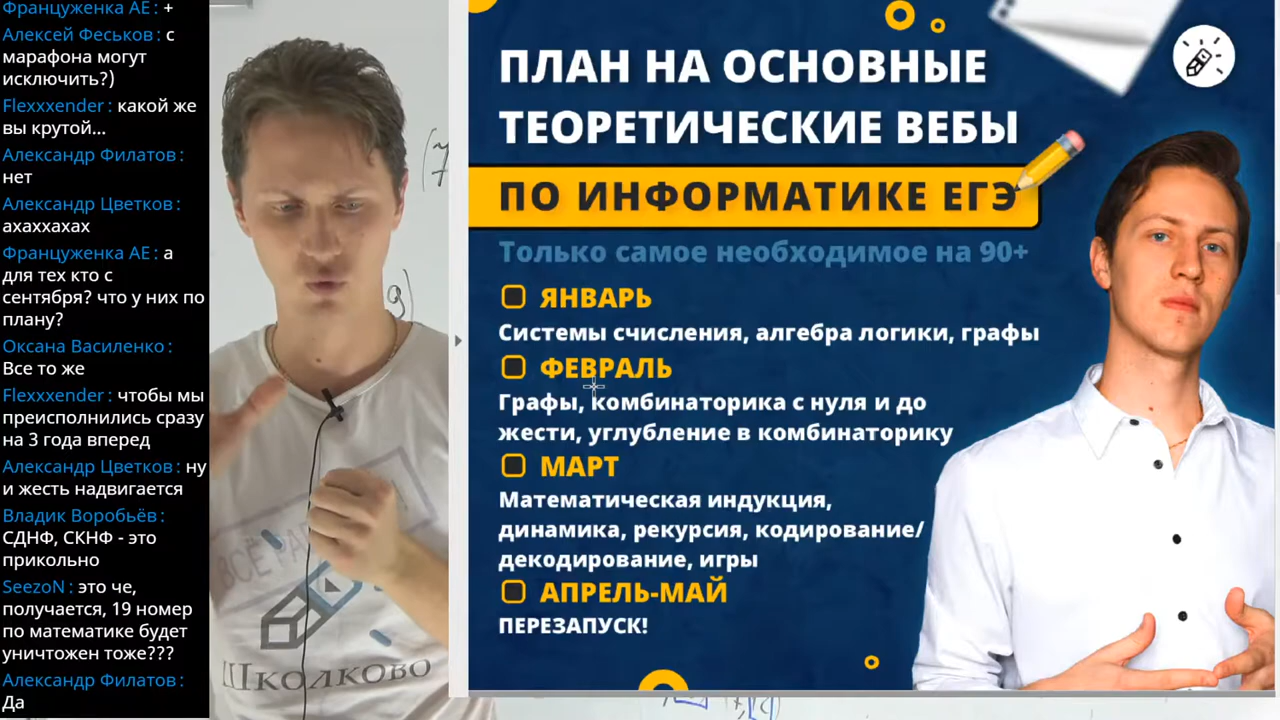 Француженка АЕ : +
Алексей Феськов : с
марафона могут
исключить?)
Flexxxender : какой же
вы крутой...
Александр Филатов :
нет
Александр Цветков :
ахаххахах
Француженка АЕ : а
для тех кто с
сентября? что у них по
плану?
Оксана Василенко :
Все то же
Flexxxender : чтобы мы
преисполнились сразу
на 3 года вперед
Александр Цветков : ну
и жесть надвигается
Владик Воробьёв :
СДНФ, СКНФ - это
прикольно
SeezoN : это че,
получается, 19 номер
по математике будет
уничтожен тоже???
Александр Филатов :
Да
Школково
ПЛАН НА ОСНОВНЫЕ
ТЕОРЕТИЧЕСКИЕ ВЕБЫ
ПО ИНФОРМАТИКЕ ЕГЭ
Только самое необходимое на 90+
ЯНВАРЬ
Системы счисления, алгебра логики, графы
ФЕВРАЛЬ
Графы, комбинаторика с нуля и до
жести, углубление в комбинаторику
МАРТ
Математическая индукция,
динамика, рекурсия, кодирование/
декодирование, игры
АПРЕЛЬ-МАЙ
ПЕРЕЗАПУСК!